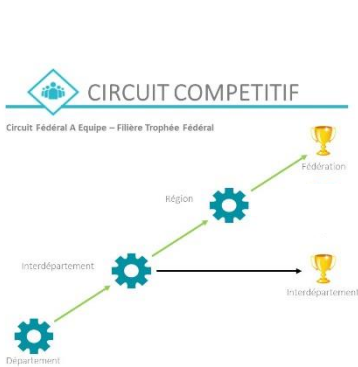 CIRCUIT COMPETITIF
Circuit Fédéral A Equipe – Filière Trophée Fédéral
Fédération
Région
Interdépartement
Interdépartement
Département